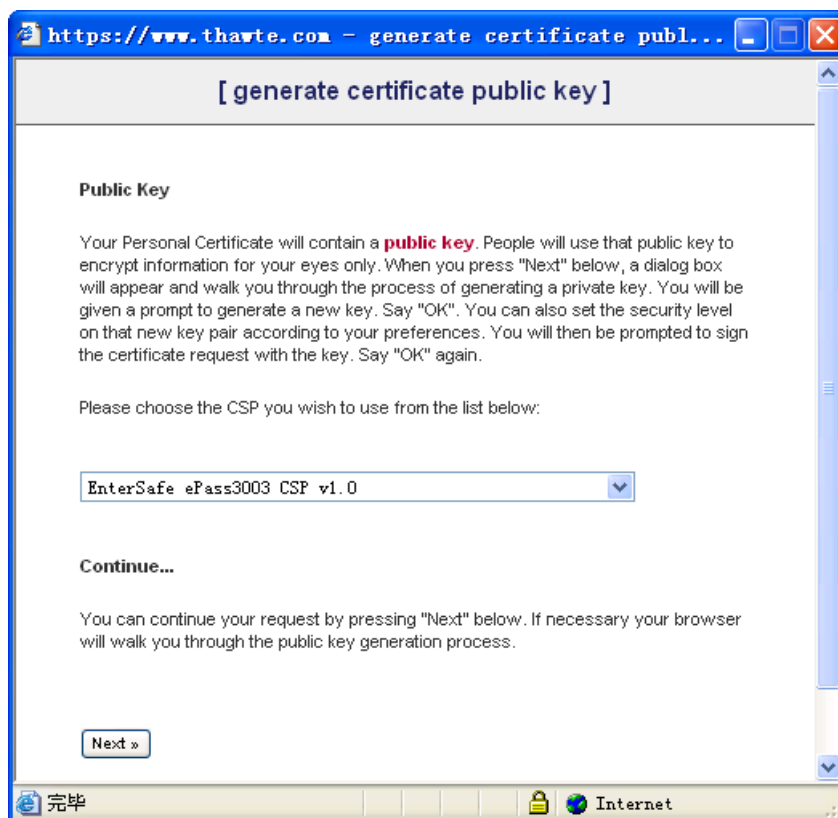 https://www.thawte.com - generate certificate publ...
[ generate certificate public key ]
Public Key
Your Personal Certificate will contain a public key. People will use that public key to
encrypt information for your eyes only. When you press "Next" below, a dialog box
will appear and walk you through the process of generating a private key. You will be
given a prompt to generate a new key. Say "OK". You can also set the security level
on that new key pair according to your preferences. You will then be prompted to sign
the certificate request with the key. Say "OK" again.
Please choose the CSP you wish to use from the list below:
EnterSafe ePass3003 CSP v1.0
Continue...
You can continue your request by pressing "Next" below. If necessary your browser
will walk you through the public key generation process.
Next »
完毕 Internet